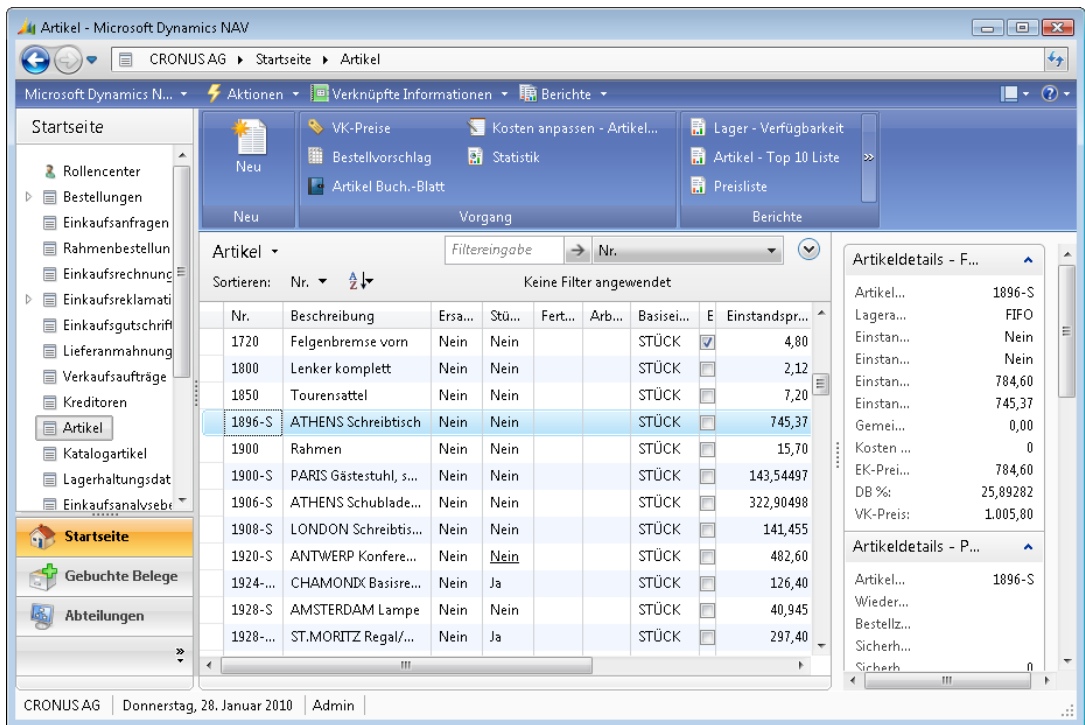 Artikel - Microsoft Dynamics NAV
CRONUS AG Startseite Artikel
Microsoft Dynamics N... Aktionen Verknüpfte Informationen Berichte
Startseite
Rollencenter
Bestellungen
Einkaufsanfragen
Rahmenbestellun
Einkaufsrechnung
Einkaufsreklamati
Einkaufsgutschrift
Lieferanmahnung
Verkaufsaufträge
Kreditoren
Artikel
Katalogartikel
Lagerhaltungsdat
Einkaufsanalysebe
Startseite
Gebuchte Belege
Abteilungen
Neu
Neu
VK-Preise
Bestellvorschlag
Artikel Buch.-Blatt
Kosten anpassen - Artikel...
Statistik
Vorgang
Lager - Verfügbarkeit
Artikel - Top 10 Liste
Preisliste
Berichte
Artikel Filtereingabe Nr.
Sortieren: Nr. Keine Filter angewendet
Nr. Beschreibung Ersa... Stü... Fert... Arb... Basisei... E Einstandspr...
1720 Felgenbremse vorn Nein Nein STÜCK 4,80
1800 Lenker komplett Nein Nein STÜCK 2,12
1850 Tourensattel Nein Nein STÜCK 7,20
1896-S ATHENS Schreibtisch Nein Nein STÜCK 745,37
1900 Rahmen Nein Nein STÜCK 15,70
1900-S PARIS Gästestuhl, s... Nein Nein STÜCK 143,54497
1906-S ATHENS Schublade... Nein Nein STÜCK 322,90498
1908-S LONDON Schreibtis... Nein Nein STÜCK 141,455
1920-S ANTWERP Konfere... Nein Nein STÜCK 482,60
1924-... CHAMONIX Basisre... Nein Ja STÜCK 126,40
1928-S AMSTERDAM Lampe Nein Nein STÜCK 40,945
1928-... ST.MORITZ Regal/... Nein Ja STÜCK 297,40
Artikeldetails - F...
Artikel... 1896-S
Lagera... FIFO
Einstan... Nein
Einstan... Nein
Einstan... 784,60
Einstan... 745,37
Gemei... 0,00
Kosten ... 0
EK-Prei... 784,60
DB %: 25,89282
VK-Preis: 1.005,80
Artikeldetails - P...
Artikel... 1896-S
Wieder...
Bestellz...
Sicherh...
Sicherh 0
CRONUS AG Donnerstag, 28. Januar 2010 Admin